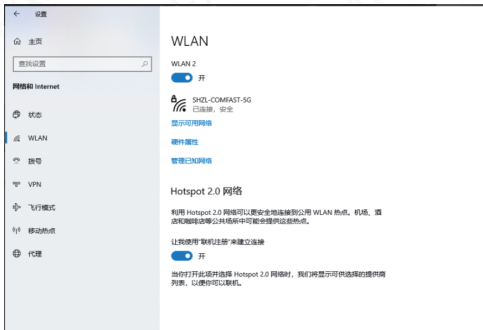 设置
主页
查找设置
网络和 Internet
状态
WLAN
拨号
VPN
飞行模式
移动热点
代理
WLAN
WLAN 2
开
SHZL-COMFAST-5G
已连接，安全
显示可用网络
硬件属性
管理已知网络
Hotspot 2.0 网络
利用 Hotspot 2.0 网络可以更安全地连接到公用 WLAN 热点。机场、酒
店和咖啡店等公共场所中可能会提供这些热点。
让我使用"联机注册"来建立连接
开
当你打开此项并选择 Hotspot 2.0 网络时，我们将显示可供选择的提供商
列表，以便你可以联机。